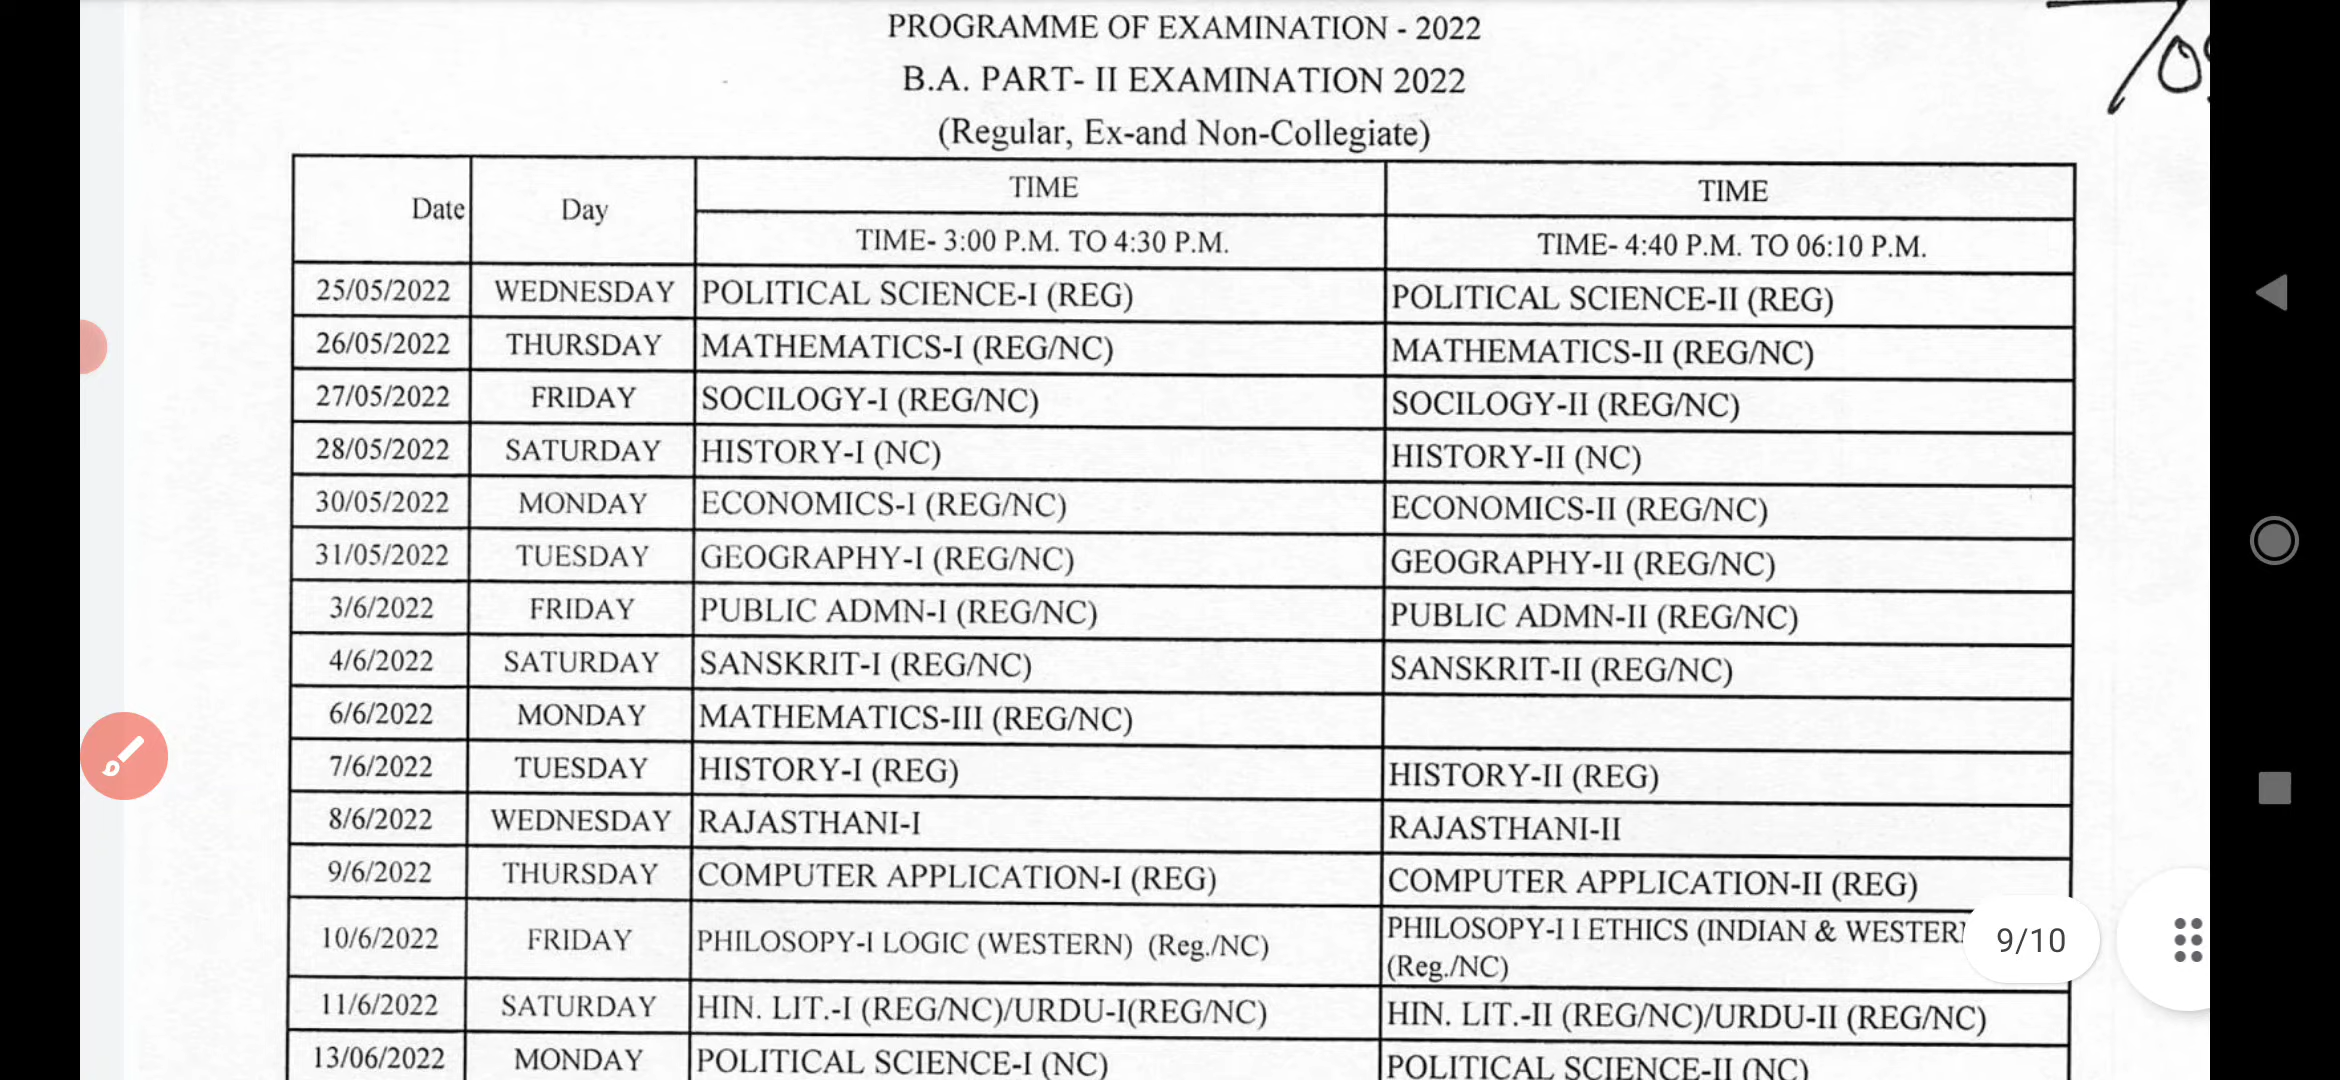 PROGRAMME OF EXAMINATION - 2022
B.A. PART- II EXAMINATION 2022
(Regular, Ex-and Non-Collegiate)
Date Day TIME TIME
TIME- 3:00 P.M. TO 4:30 P.M. TIME- 4:40 P.M. TO 06:10 P.M.
25/05/2022 WEDNESDAY POLITICAL SCIENCE-I (REG) POLITICAL SCIENCE-II (REG)
26/05/2022 THURSDAY MATHEMATICS-I (REG/NC) MATHEMATICS-II (REG/NC)
27/05/2022 FRIDAY SOCILOGY-I (REG/NC) SOCILOGY-II (REG/NC)
28/05/2022 SATURDAY HISTORY-I (NC) HISTORY-II (NC)
30/05/2022 MONDAY ECONOMICS-I (REG/NC) ECONOMICS-II (REG/NC)
31/05/2022 TUESDAY GEOGRAPHY-I (REG/NC) GEOGRAPHY-II (REG/NC)
3/6/2022 FRIDAY PUBLIC ADMN-I (REG/NC) PUBLIC ADMN-II (REG/NC)
4/6/2022 SATURDAY SANSKRIT-I (REG/NC) SANSKRIT-II (REG/NC)
6/6/2022 MONDAY MATHEMATICS-III (REG/NC)
7/6/2022 TUESDAY HISTORY-I (REG) HISTORY-II (REG)
8/6/2022 WEDNESDAY RAJASTHANI-I RAJASTHANI-II
9/6/2022 THURSDAY COMPUTER APPLICATION-I (REG) COMPUTER APPLICATION-II (REG)
10/6/2022 FRIDAY PHILOSOPY-I LOGIC (WESTERN) (Reg./NC) PHILOSOPY-I I ETHICS (INDIAN & WESTER
(Reg./NC)
9/10
11/6/2022 SATURDAY HIN. LIT.-I (REG/NC)/URDU-I(REG/NC) HIN. LIT.-II (REG/NC)/URDU-II (REG/NC)
13/06/2022 MONDAY POLITICAL SCIENCE-I (NC) POLITICAL SCIENCE-II (NC)